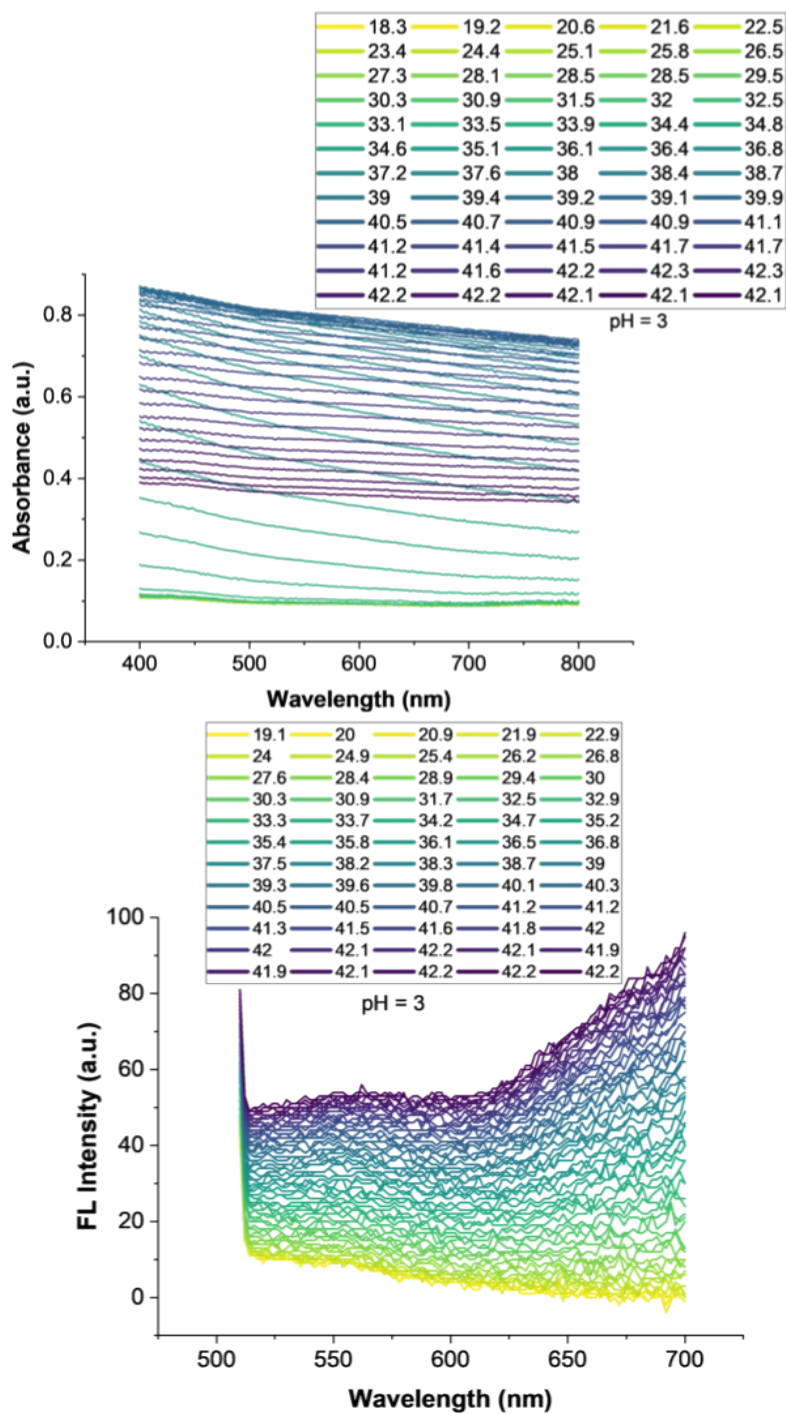 18.3 19.2 20.6 21.6 22.5
23.4 24.4 25.1 25.8 26.5
27.3 28.1 28.5 28.5 29.5
30.3 30.9 31.5 32 32.5
33.1 33.5 33.9 34.4 34.8
34.6 35.1 36.1 36.4 36.8
37.2 37.6 38 38.4 38.7
39 39.4 39.2 39.1 39.9
40.5 40.7 40.9 40.9 41.1
41.2 41.4 41.5 41.7 41.7
41.2 41.6 42.2 42.3 42.3
42.2 42.2 42.1 42.1 42.1
pH = 3
Absorbance (a.u.)
0.8
0.6
0.4
0.2
0.0
400 500 600 700 800
Wavelength (nm)
19.1 20 20.9 21.9 22.9
24 24.9 25.4 26.2 26.8
27.6 28.4 28.9 29.4 30
30.3 30.9 31.7 32.5 32.9
33.3 33.7 34.2 34.7 35.2
35.4 35.8 36.1 36.5 36.8
37.5 38.2 38.3 38.7 39
39.3 39.6 39.8 40.1 40.3
40.5 40.5 40.7 41.2 41.2
41.3 41.5 41.6 41.8 42
42 42.1 42.2 42.1 41.9
41.9 42.1 42.2 42.2 42.2
pH = 3
FL Intensity (a.u.)
100
80
60
40
20
0
500 550 600 650 700
Wavelength (nm)